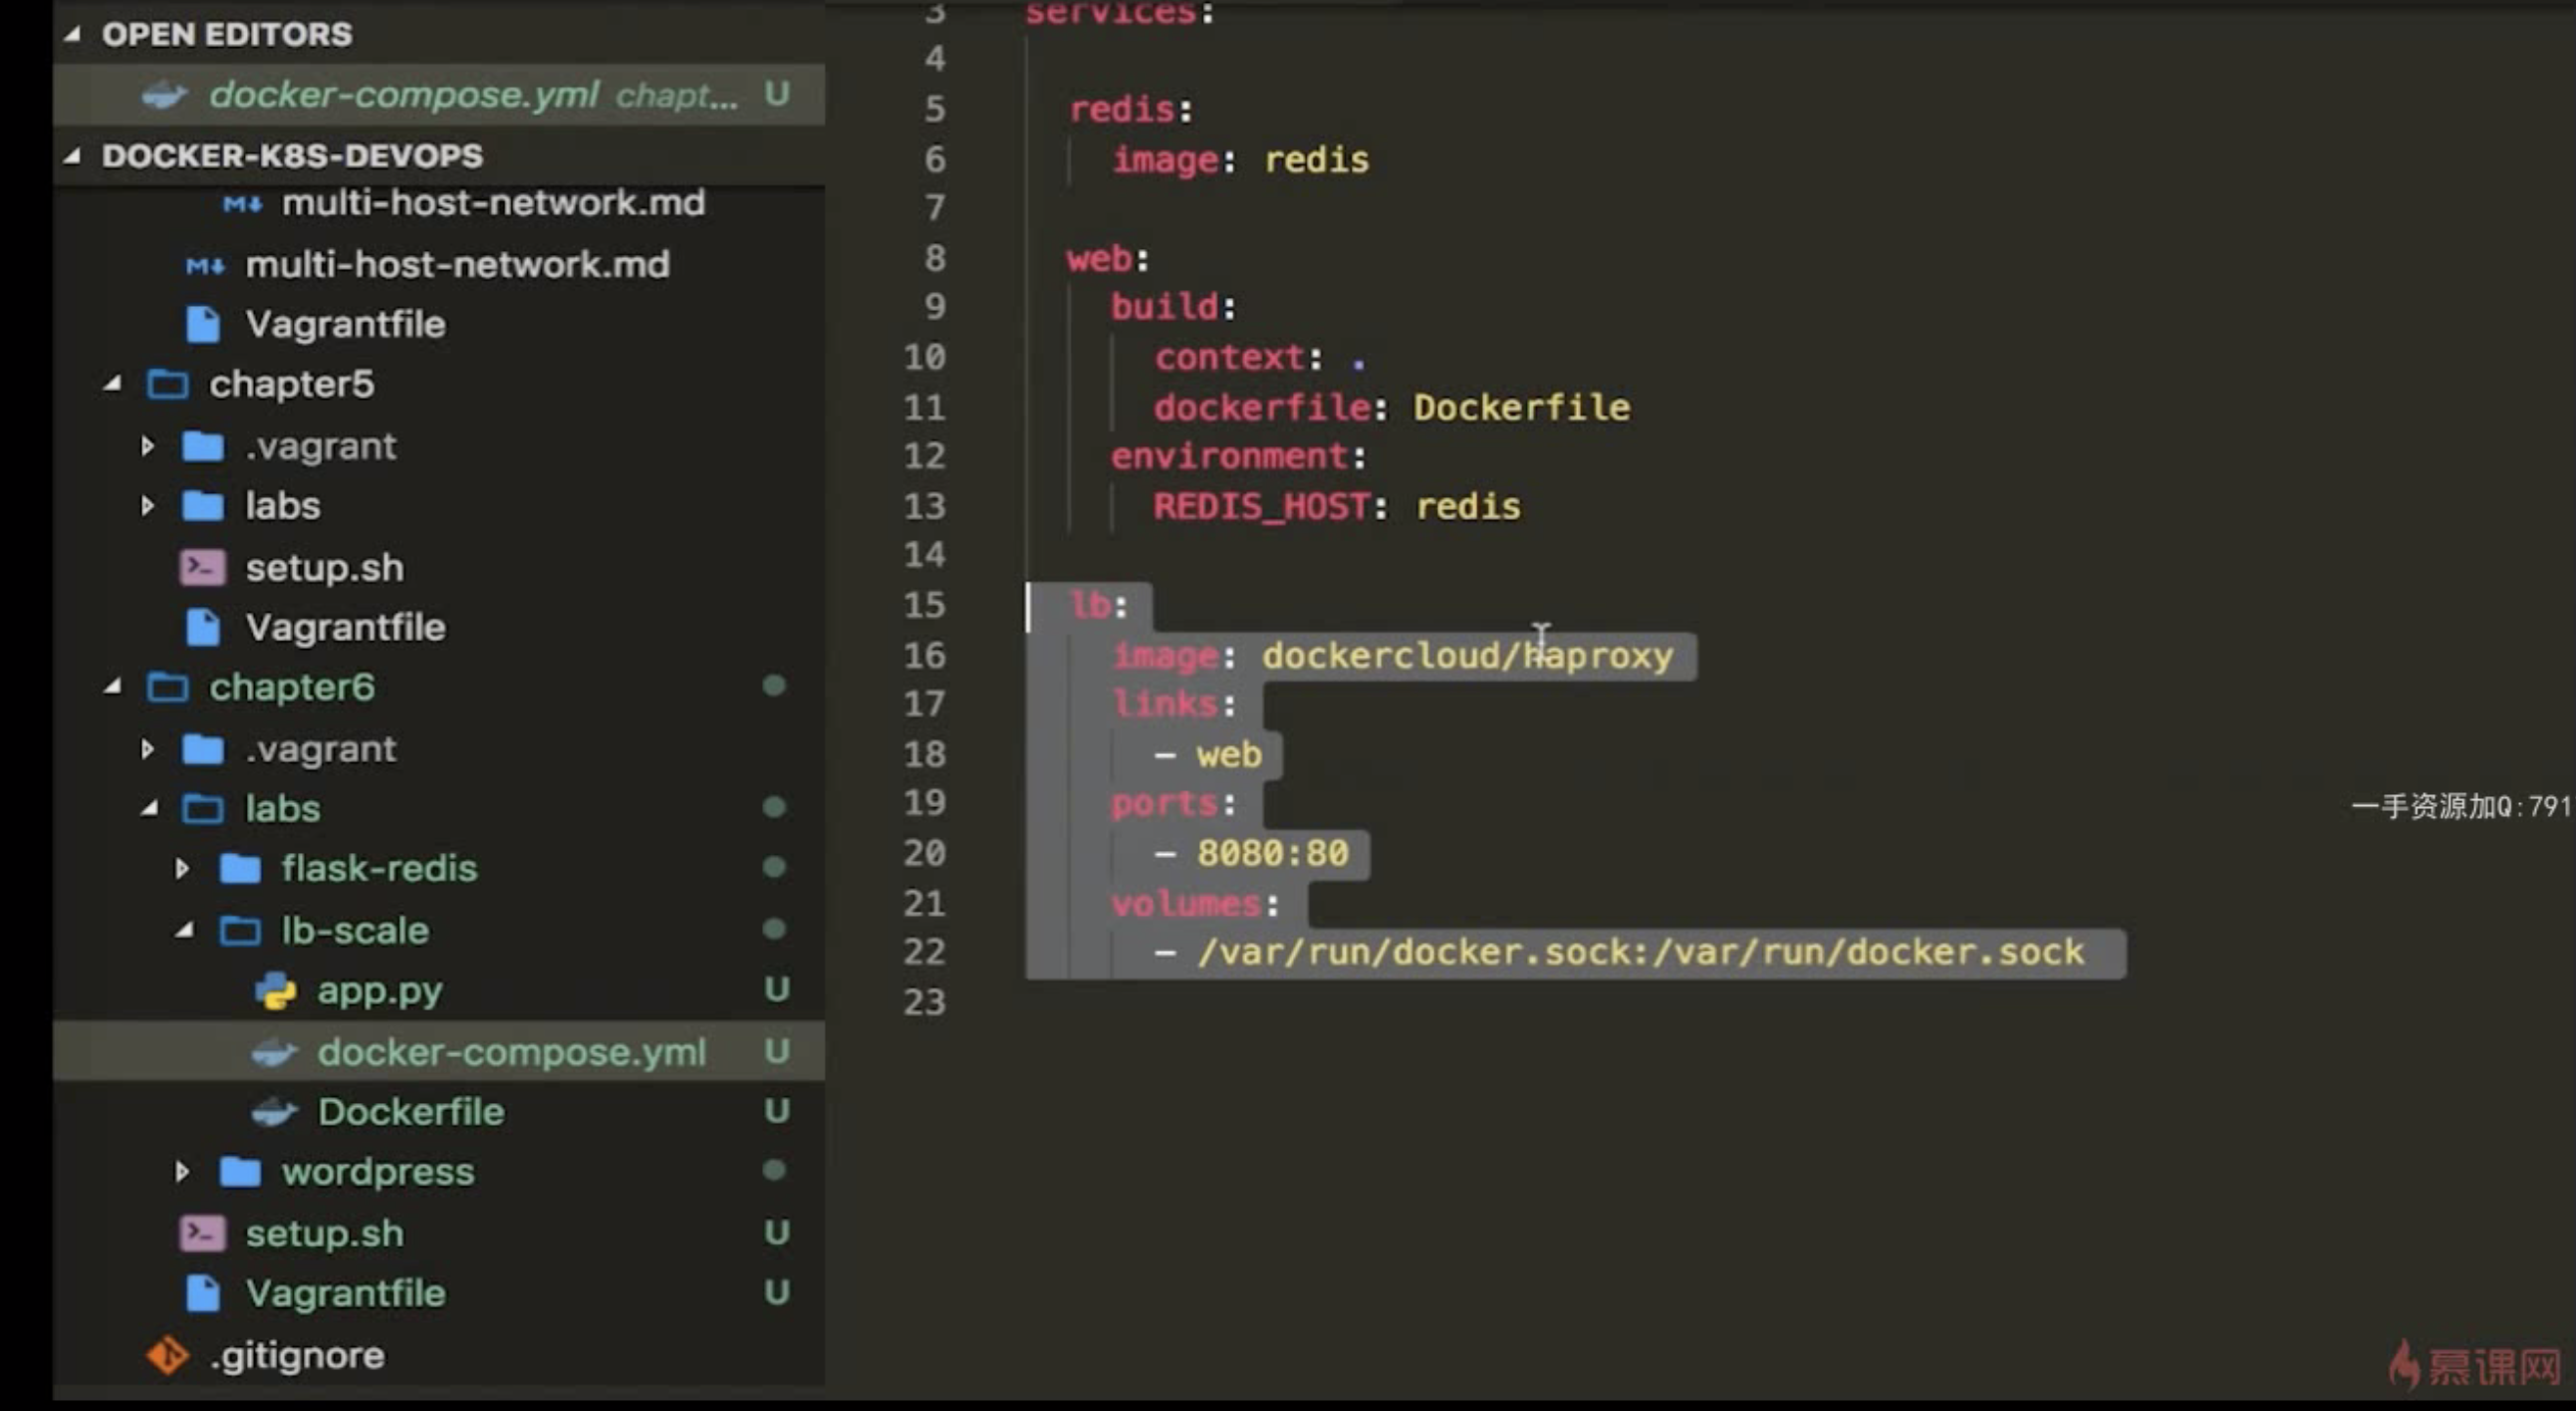 OPEN EDITORS
docker-compose.yml chapt... U
DOCKER-K8S-DEVOPS
multi-host-network.md
multi-host-network.md
Vagrantfile
chapter5
.vagrant
labs
setup.sh
Vagrantfile
chapter6
.vagrant
labs
flask-redis
lb-scale
app.py U
docker-compose.yml U
Dockerfile U
wordpress
setup.sh U
Vagrantfile U
.gitignore
3 services:
4
5 redis:
6 image: redis
7
8 web:
9 build:
10 context: .
11 dockerfile: Dockerfile
12 environment:
13 REDIS_HOST: redis
14
15 lb:
16 image: dockercloud/haproxy
17 links:
18 - web
19 ports:
20 - 8080:80
21 volumes:
22 - /var/run/docker.sock:/var/run/docker.sock
23
一手资源加Q:791
慕课网